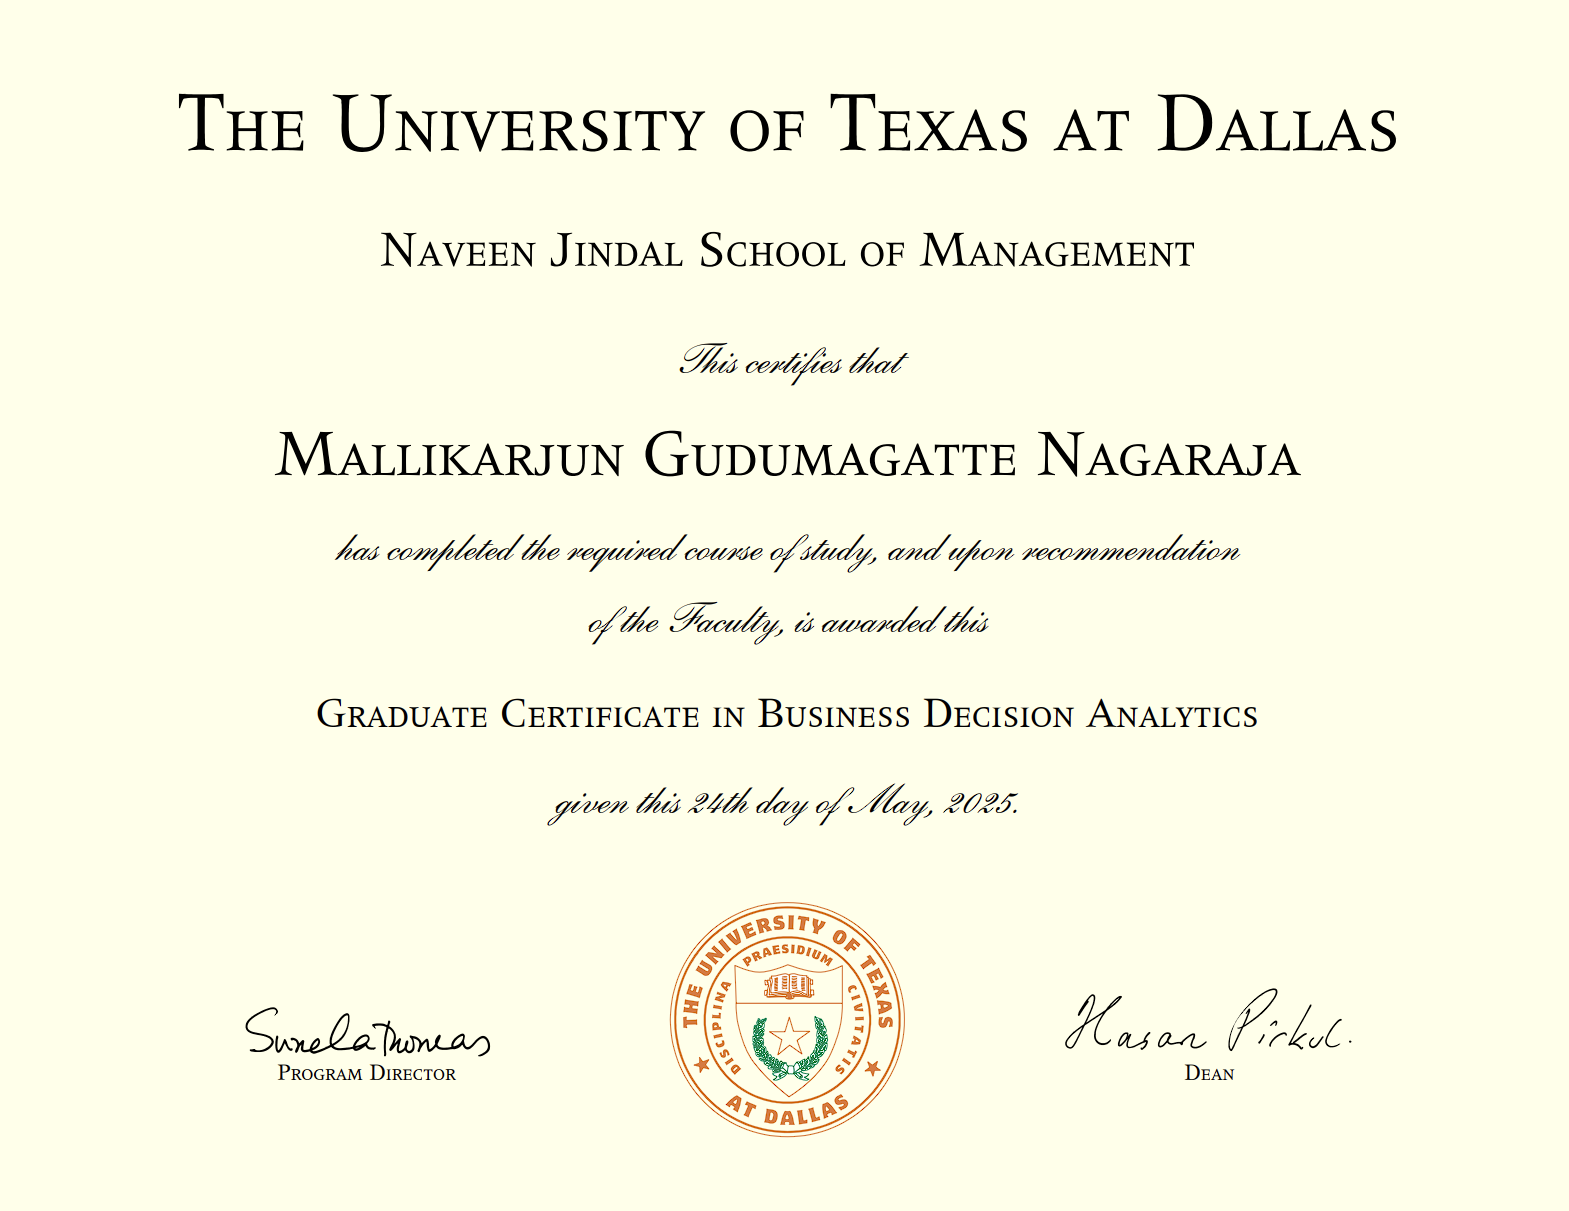 The University of Texas at Dallas
Naveen Jindal School of Management
This certifies that
Mallikarjun Gudumagatte Nagaraja
has completed the required course of study, and upon recommendation
of the Faculty, is awarded this
Graduate Certificate in Business Decision Analytics
given this 24th day of May, 2025.
Sunela Thomas
Program Director
THE UNIVERSITY OF TEXAS
AT DALLAS
DISCIPLINA PRAESIDIUM CIVITATIS
Hasan Pirkul.
Dean